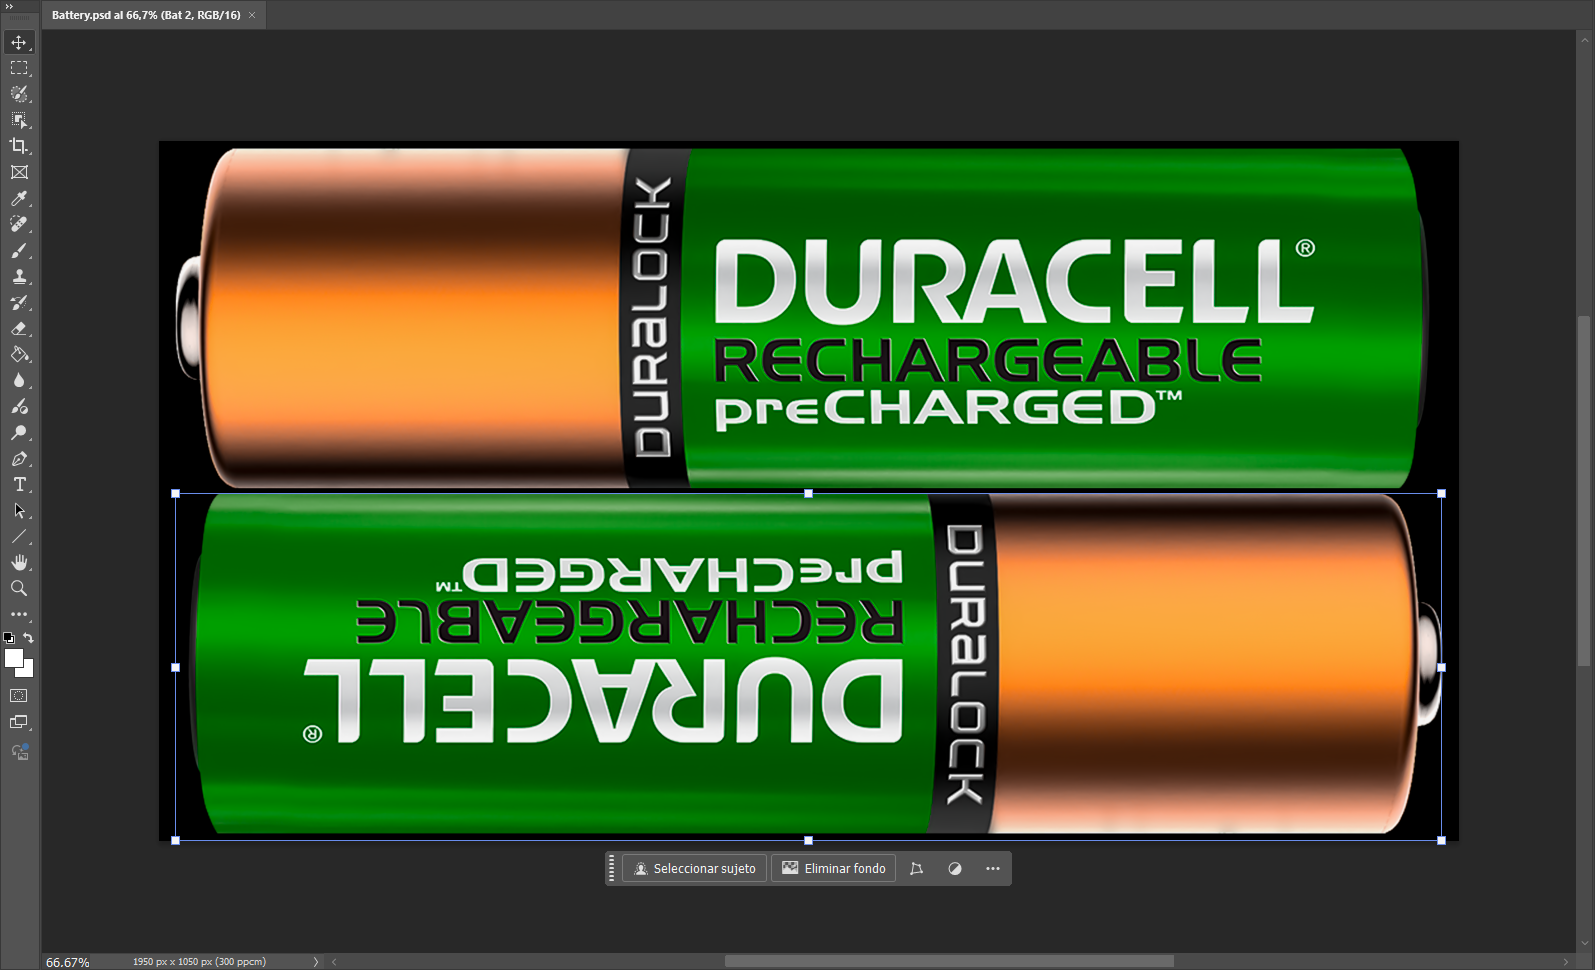 Battery.psd al 66,7% (Bat 2, RGB/16) ×
DURALOCK
DURACELL®
RECHARGEABLE
preCHARGED™
preCHARGED™
RECHARGEABLE
DURACELL®
DURALOCK
Seleccionar sujeto
Eliminar fondo
66.67%
1950 px x 1050 px (300 ppcm)